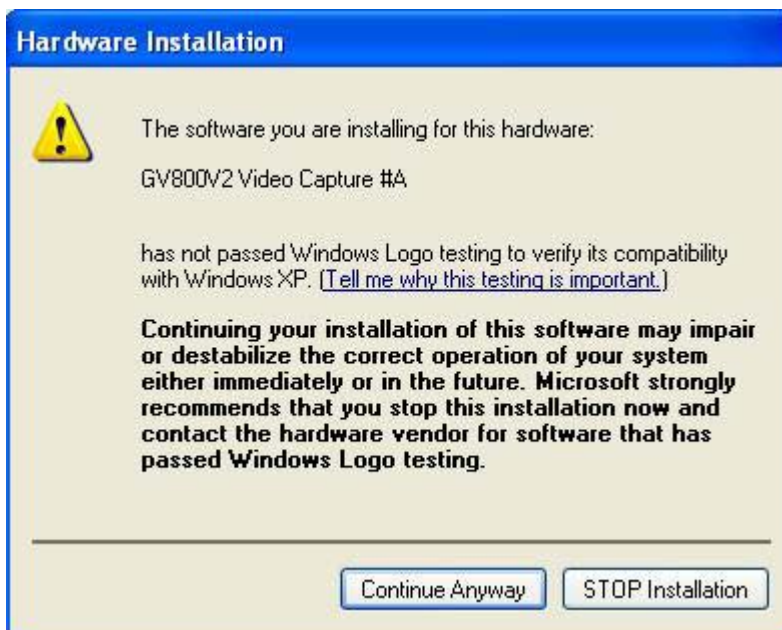 Hardware Installation
The software you are installing for this hardware:
GV800V2 Video Capture #A
has not passed Windows Logo testing to verify its compatibility
with Windows XP. (Tell me why this testing is important.)
Continuing your installation of this software may impair
or destabilize the correct operation of your system
either immediately or in the future. Microsoft strongly
recommends that you stop this installation now and
contact the hardware vendor for software that has
passed Windows Logo testing.
Continue Anyway
STOP Installation